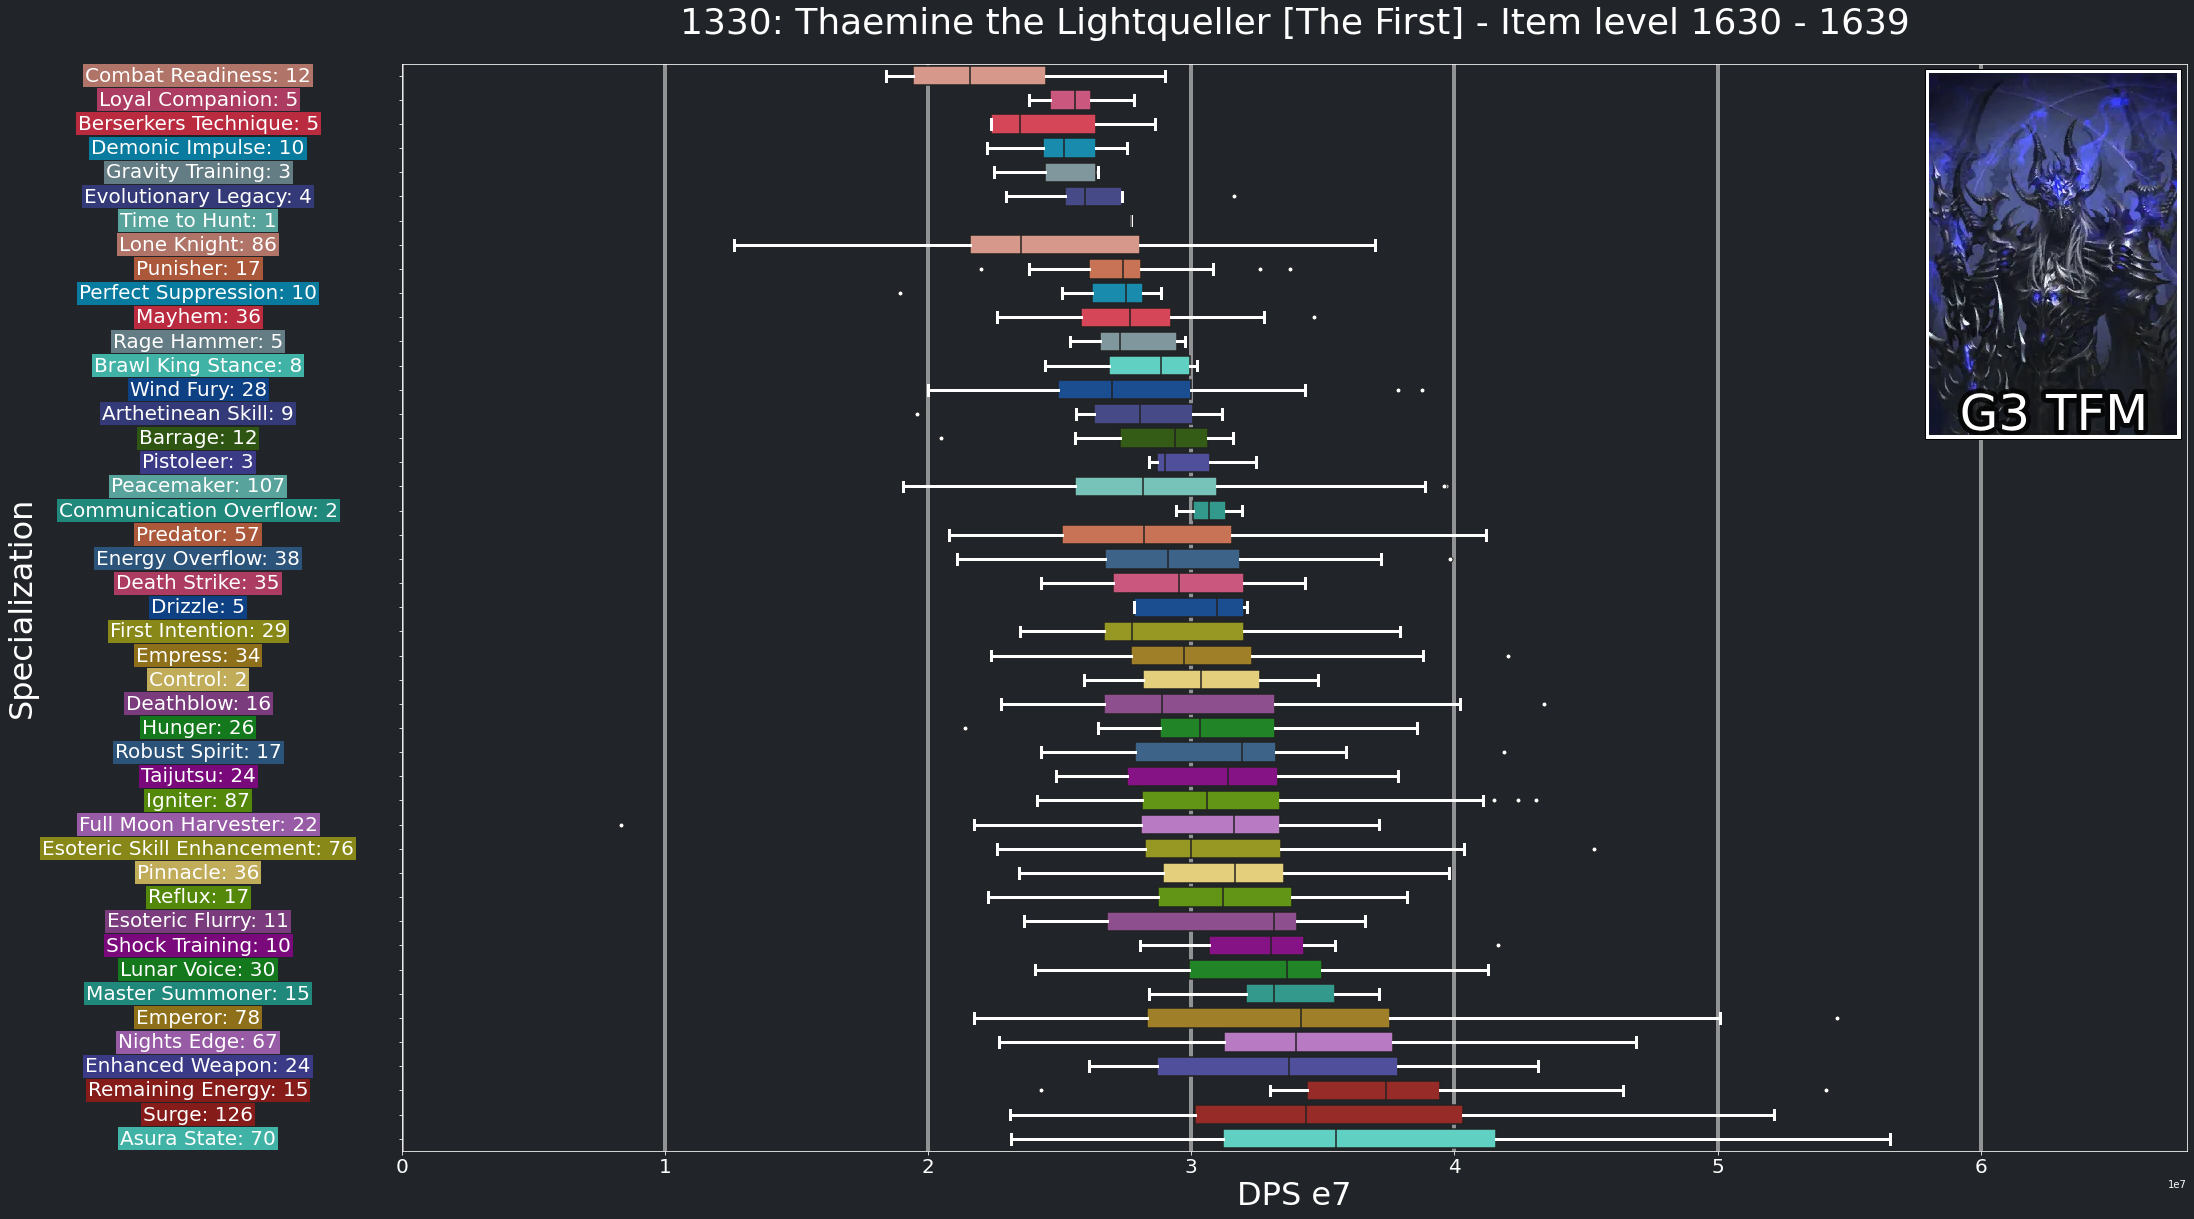 1330: Thaemine the Lightqueller [The First] - Item level 1630 - 1639
Combat Readiness: 12
Loyal Companion: 5
Berserkers Technique: 5
Demonic Impulse: 10
Gravity Training: 3
Evolutionary Legacy: 4
Time to Hunt: 1
Lone Knight: 86
Punisher: 17
Perfect Suppression: 10
Mayhem: 36
Rage Hammer: 5
Brawl King Stance: 8
Wind Fury: 28
Arthetinean Skill: 9
Barrage: 12
Pistoleer: 3
Peacemaker: 107
Communication Overflow: 2
Predator: 57
Energy Overflow: 38
Death Strike: 35
Drizzle: 5
First Intention: 29
Empress: 34
Control: 2
Deathblow: 16
Hunger: 26
Robust Spirit: 17
Taijutsu: 24
Igniter: 87
Full Moon Harvester: 22
Esoteric Skill Enhancement: 76
Pinnacle: 36
Reflux: 17
Esoteric Flurry: 11
Shock Training: 10
Lunar Voice: 30
Master Summoner: 15
Emperor: 78
Nights Edge: 67
Enhanced Weapon: 24
Remaining Energy: 15
Surge: 126
Asura State: 70
Specialization
G3 TFM
0 1 2 3 4 5 6
DPS e7
1e7